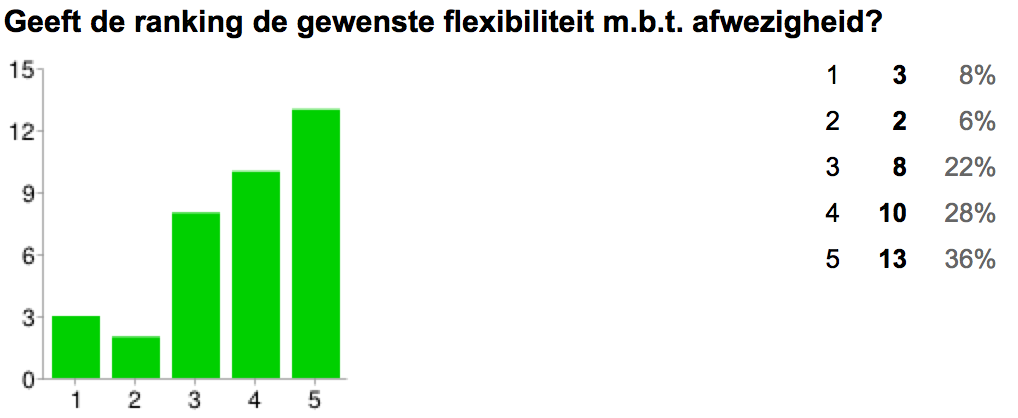 Geeft de ranking de gewenste flexibiliteit m.b.t. afwezigheid?
15
12
9
6
3
0
1 2 3 4 5
1 3 8%
2 2 6%
3 8 22%
4 10 28%
5 13 36%